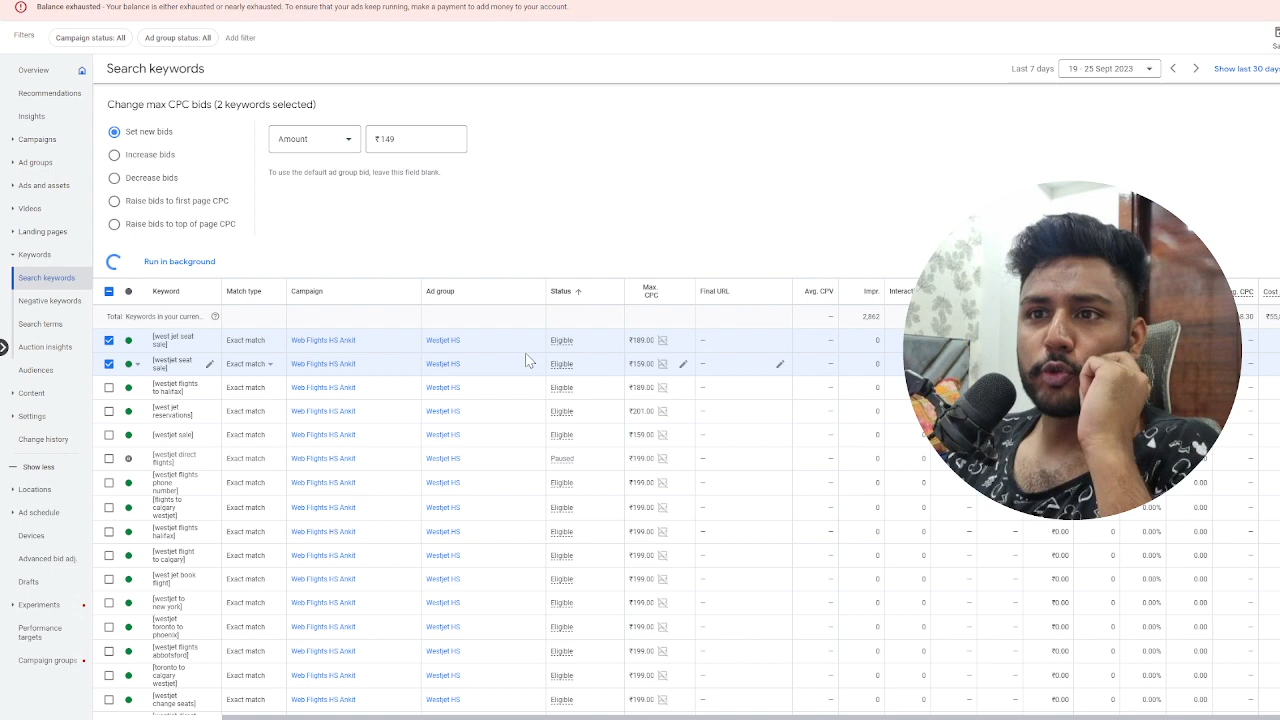 Balance exhausted - Your balance is either exhausted or nearly exhausted. To ensure that your ads keep running, make a payment to add money to your account.
Filters
Campaign status: All
Ad group status: All
Add filter
Overview
Recommendations
Insights
Campaigns
Ad groups
Ads and assets
Videos
Landing pages
Keywords
Search keywords
Negative keywords
Search terms
Auction insights
Audiences
Content
Settings
Change history
Show less
Locations
Ad schedule
Devices
Advanced bid adj.
Drafts
Experiments
Performance
targets
Campaign groups
Search keywords
Last 7 days
19 - 25 Sept 2023
Show last 30 days
Change max CPC bids (2 keywords selected)
Set new bids
Increase bids
Decrease bids
Raise bids to first page CPC
Raise bids to top of page CPC
Amount
₹ 149
To use the default ad group bid, leave this field blank.
Run in background
Keyword Match type Campaign Ad group Status Max. CPC Final URL Avg. CPV Impr. Interact CPC Cost
Total: Keywords in your curren... — 2,862 8.30 ₹55,
[west jet seat sale] Exact match Web Flights HS Ankit Westjet HS Eligible ₹189.00 — — 0
[westjet seat sale] Exact match Web Flights HS Ankit Westjet HS Eligible ₹159.00 — — 0
[westjet flights to halifax] Exact match Web Flights HS Ankit Westjet HS Eligible ₹189.00 — — 0
[west jet reservations] Exact match Web Flights HS Ankit Westjet HS Eligible ₹201.00 — — 0
[westjet sale] Exact match Web Flights HS Ankit Westjet HS Eligible ₹159.00 — — 0
[westjet direct flights] Exact match Web Flights HS Ankit Westjet HS Paused ₹199.00 — — 0
[westjet flights phone number] Exact match Web Flights HS Ankit Westjet HS Eligible ₹199.00 — — 0 0 0.00 —
[flights to calgary westjet] Exact match Web Flights HS Ankit Westjet HS Eligible ₹199.00 — — 0 0 0.00% 0.00 —
[westjet flights halifax] Exact match Web Flights HS Ankit Westjet HS Eligible ₹199.00 — — 0 0 — — ₹0.00 0 0.00% 0.00 —
[westjet flight to calgary] Exact match Web Flights HS Ankit Westjet HS Eligible ₹199.00 — — 0 0 — — ₹0.00 0 0.00% 0.00 —
[west jet book flight] Exact match Web Flights HS Ankit Westjet HS Eligible ₹199.00 — — 0 0 — — ₹0.00 0 0.00% 0.00 —
[westjet to new york] Exact match Web Flights HS Ankit Westjet HS Eligible ₹199.00 — — 0 0 — — ₹0.00 0 0.00% 0.00 —
[westjet toronto to phoenix] Exact match Web Flights HS Ankit Westjet HS Eligible ₹199.00 — — 0 0 — — ₹0.00 0 0.00% 0.00 —
[westjet flights abbotsford] Exact match Web Flights HS Ankit Westjet HS Eligible ₹199.00 — — 0 0 — — ₹0.00 0 0.00% 0.00 —
[toronto to calgary westjet] Exact match Web Flights HS Ankit Westjet HS Eligible ₹199.00 — — 0 0 — — ₹0.00 0 0.00% 0.00 —
[westjet change seats] Exact match Web Flights HS Ankit Westjet HS Eligible ₹199.00 — — 0 0 — — ₹0.00 0 0.00% 0.00 —